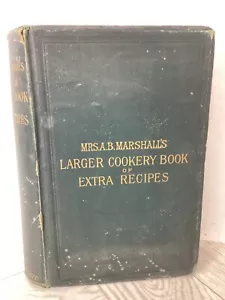 MRS. A. B. MARSHALL'S
LARGER COOKERY BOOK
OF
EXTRA RECIPES